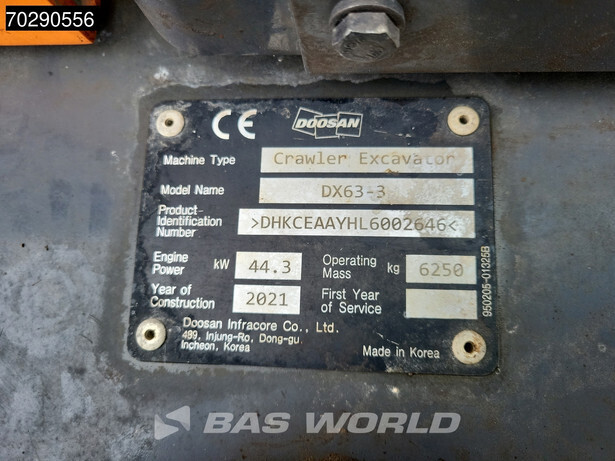 70290556
CE DOOSAN
Machine Type Crawler Excavator
Model Name DX63-3
Product Identification Number >DHKCEAAYHL6002646<
Engine Power kW 44.3 Operating Mass kg 6250
Year of Construction 2021 First Year of Service
Doosan Infracore Co., Ltd.
489, Injung-Ro, Dong-gu,
Incheon, Korea
Made in Korea
950205-01325B
BAS WORLD